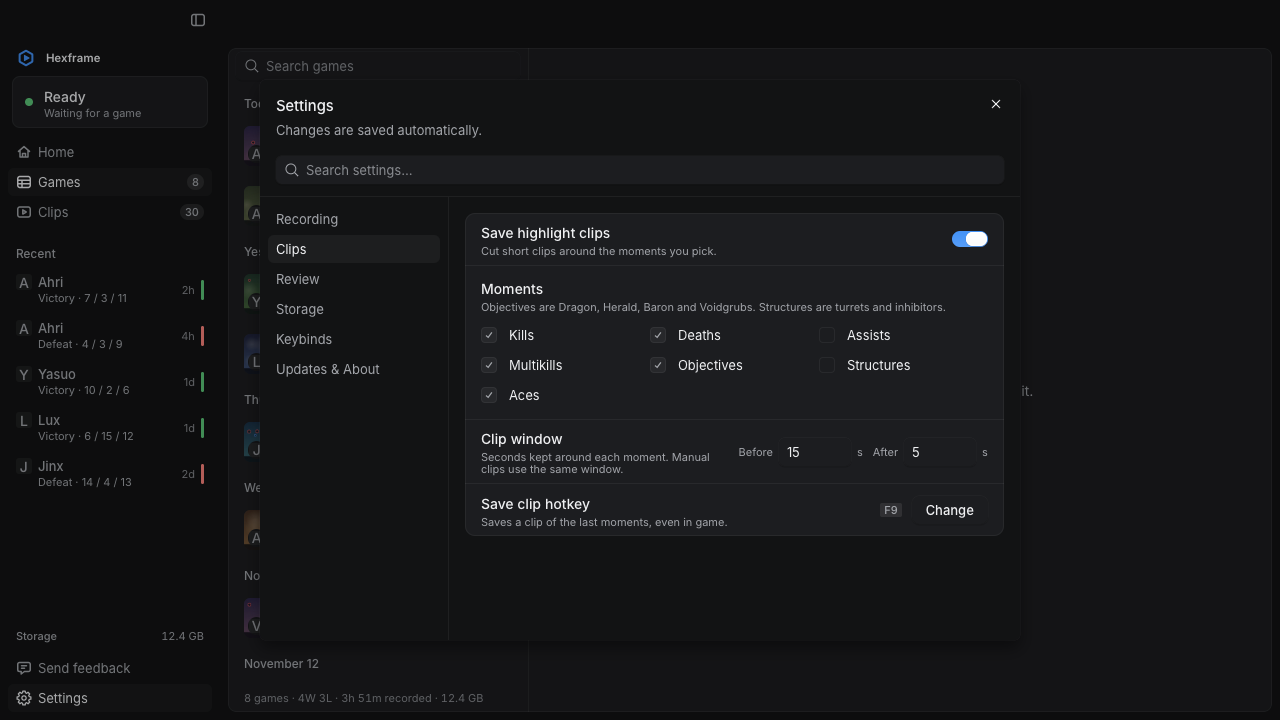 Hexframe
Ready
Waiting for a game
Home
Games 8
Clips 30
Recent
A Ahri 2h
Victory · 7 / 3 / 11
A Ahri 4h
Defeat · 4 / 3 / 9
Y Yasuo 1d
Victory · 10 / 2 / 6
L Lux 1d
Victory · 6 / 15 / 12
J Jinx 2d
Defeat · 14 / 4 / 13
Storage 12.4 GB
Send feedback
Settings
Search games
A
A
Y
L
J
A
V
November 12
8 games · 4W 3L · 3h 51m recorded · 12.4 GB
it.
Settings
Changes are saved automatically.
Search settings...
Recording
Clips
Review
Storage
Keybinds
Updates & About
Save highlight clips
Cut short clips around the moments you pick.
Moments
Objectives are Dragon, Herald, Baron and Voidgrubs. Structures are turrets and inhibitors.
Kills Deaths Assists
Multikills Objectives Structures
Aces
Clip window
Seconds kept around each moment. Manual
clips use the same window.
Before 15 s After 5 s
Save clip hotkey
Saves a clip of the last moments, even in game.
F9 Change